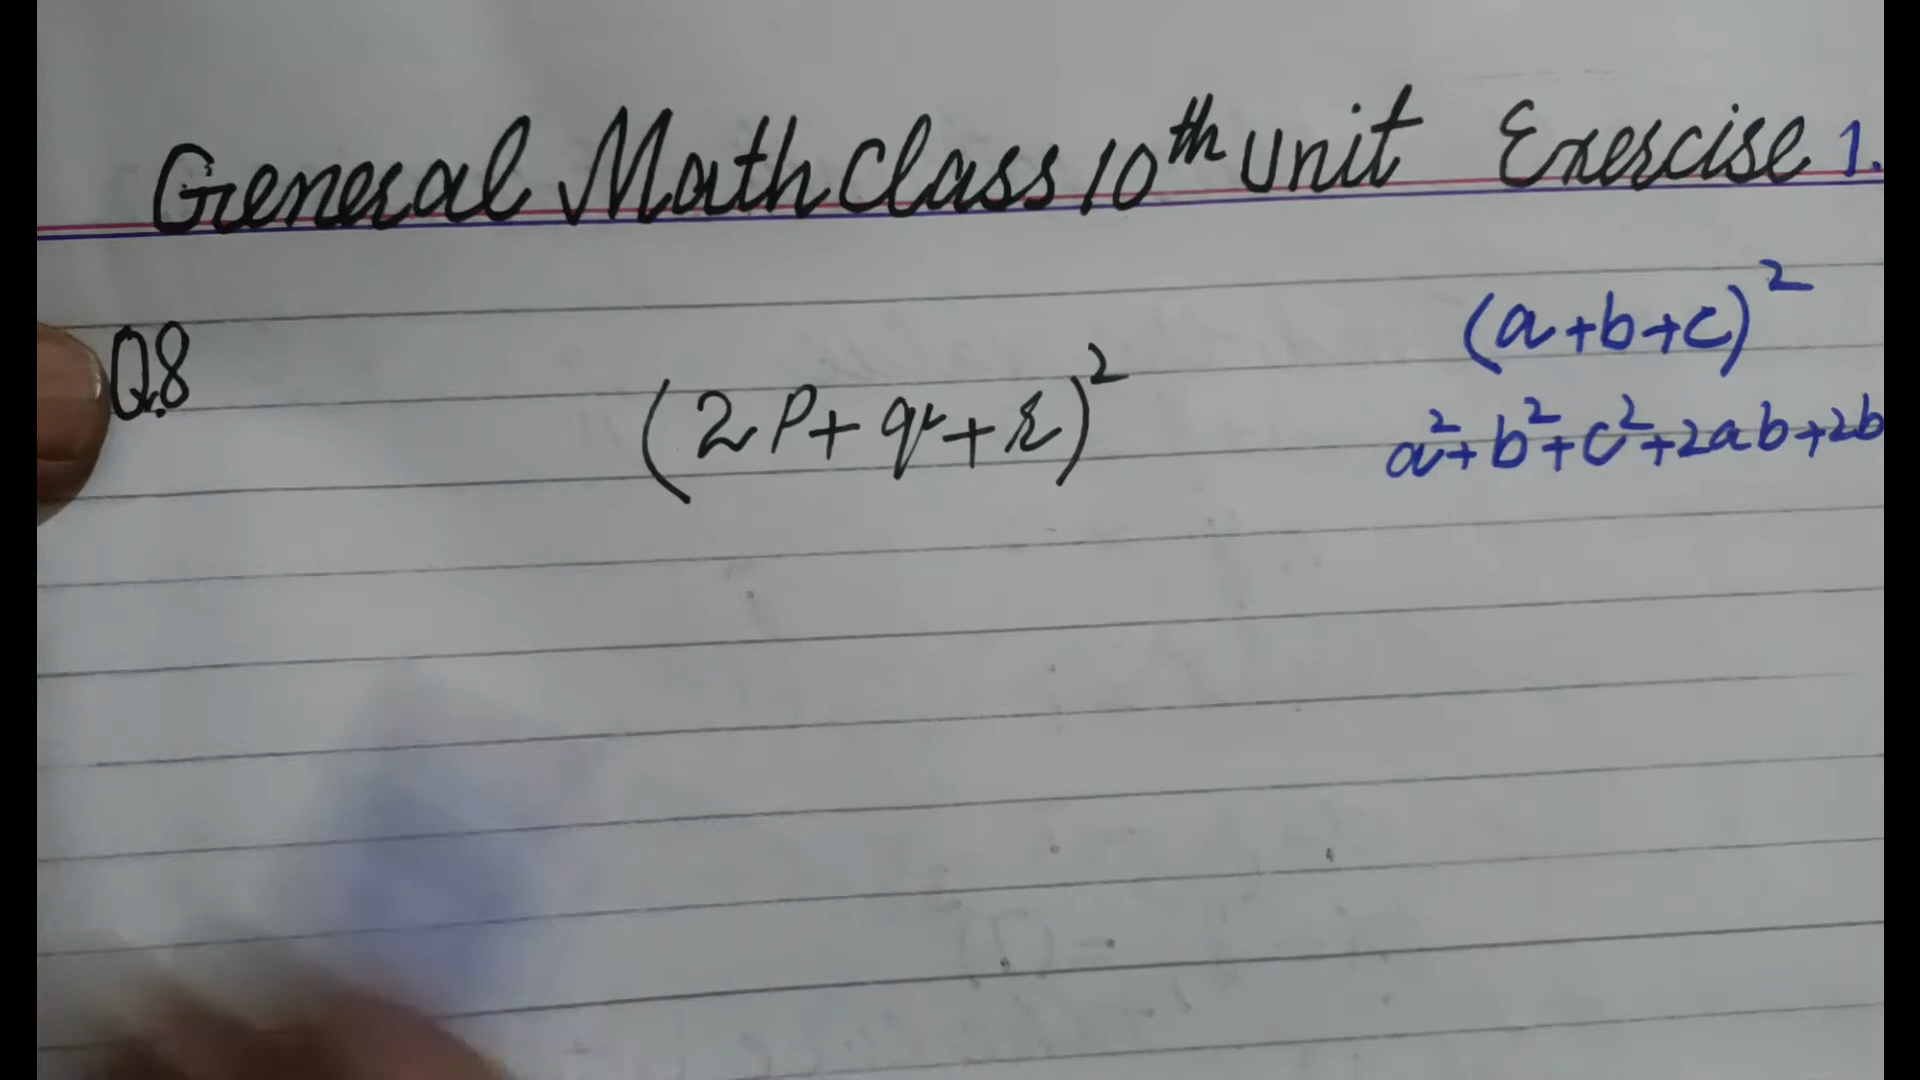 General Math Class 10th Unit Exercise 1.
Q.8
(2P+q+r)²
(a+b+c)²
a²+b²+c²+2ab+2b